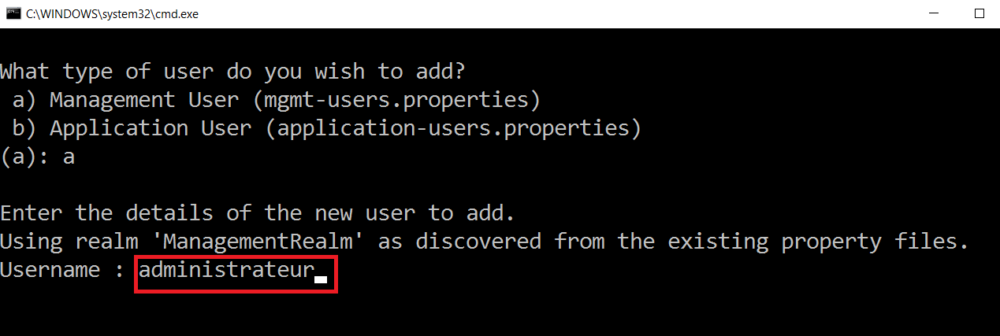 C:\WINDOWS\system32\cmd.exe
What type of user do you wish to add?
a) Management User (mgmt-users.properties)
b) Application User (application-users.properties)
(a): a
Enter the details of the new user to add.
Using realm 'ManagementRealm' as discovered from the existing property files.
Username : administrateur